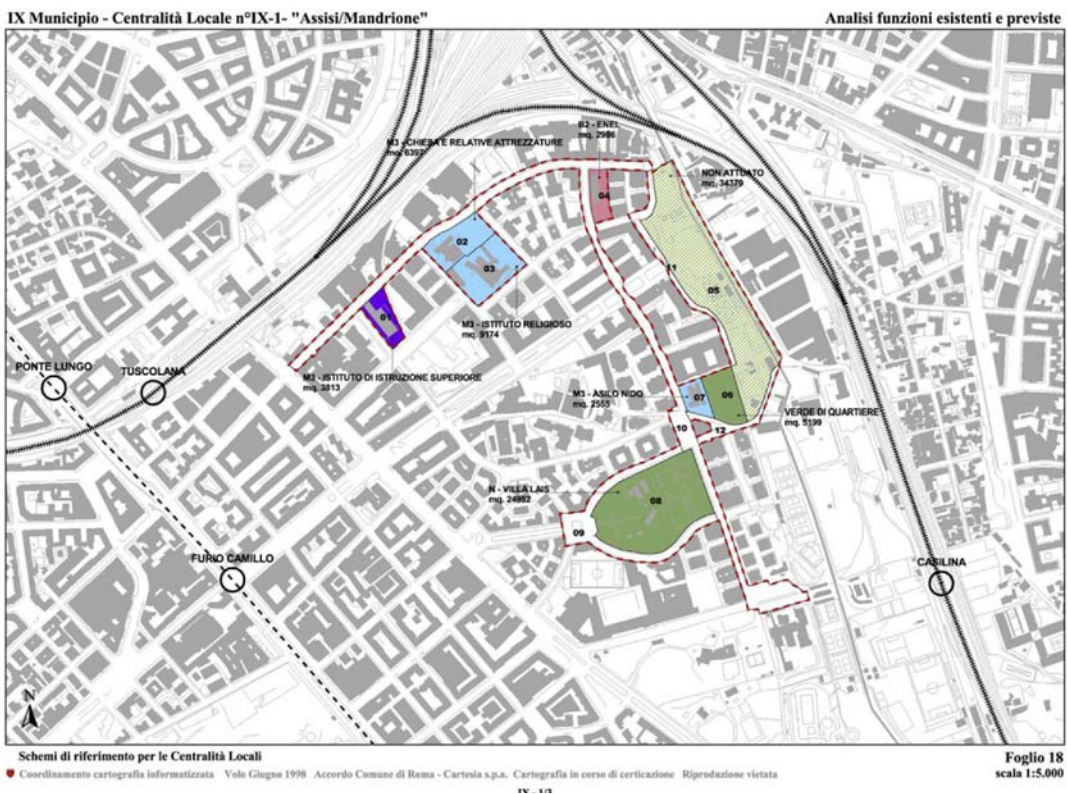 IX Municipio - Centralità Locale n°IX-1- "Assisi/Mandrione"
Analisi funzioni esistenti e previste
B2 - ENEL
mq. 2986
M3 - CHIESA E RELATIVE ATTREZZATURE
mq. 6397
NON ATTUATO
mq. 34379
04
02
03
11
05
01
M3 - ISTITUTO RELIGIOSO
mq. 9174
PONTE LUNGO
TUSCOLANA
M3 - ISTITUTO DI ISTRUZIONE SUPERIORE
mq. 3813
M3 - ASILO NIDO
mq. 2555
07
06
VERDE DI QUARTIERE
mq. 5199
10
12
N - VILLA LAIS
mq. 24952
08
09
FURIO CAMILLO
CASILINA
N
Schemi di riferimento per le Centralità Locali
Foglio 18
Coordinamento cartografia informatizzata Volo Giugno 1998 Accordo Comune di Roma - Cartesia s.p.a. Cartografia in corso di certicazione Riproduzione vietata
scala 1:5.000
IX - 1/3